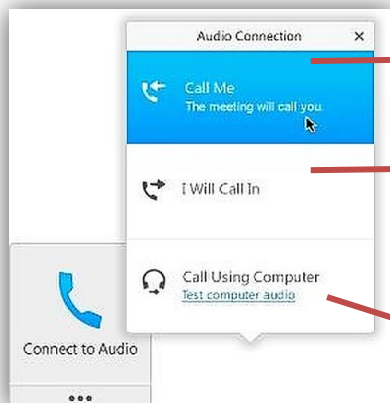 Audio Connection
Call Me
The meeting will call you.
I Will Call In
Call Using Computer
Test computer audio
Connect to Audio